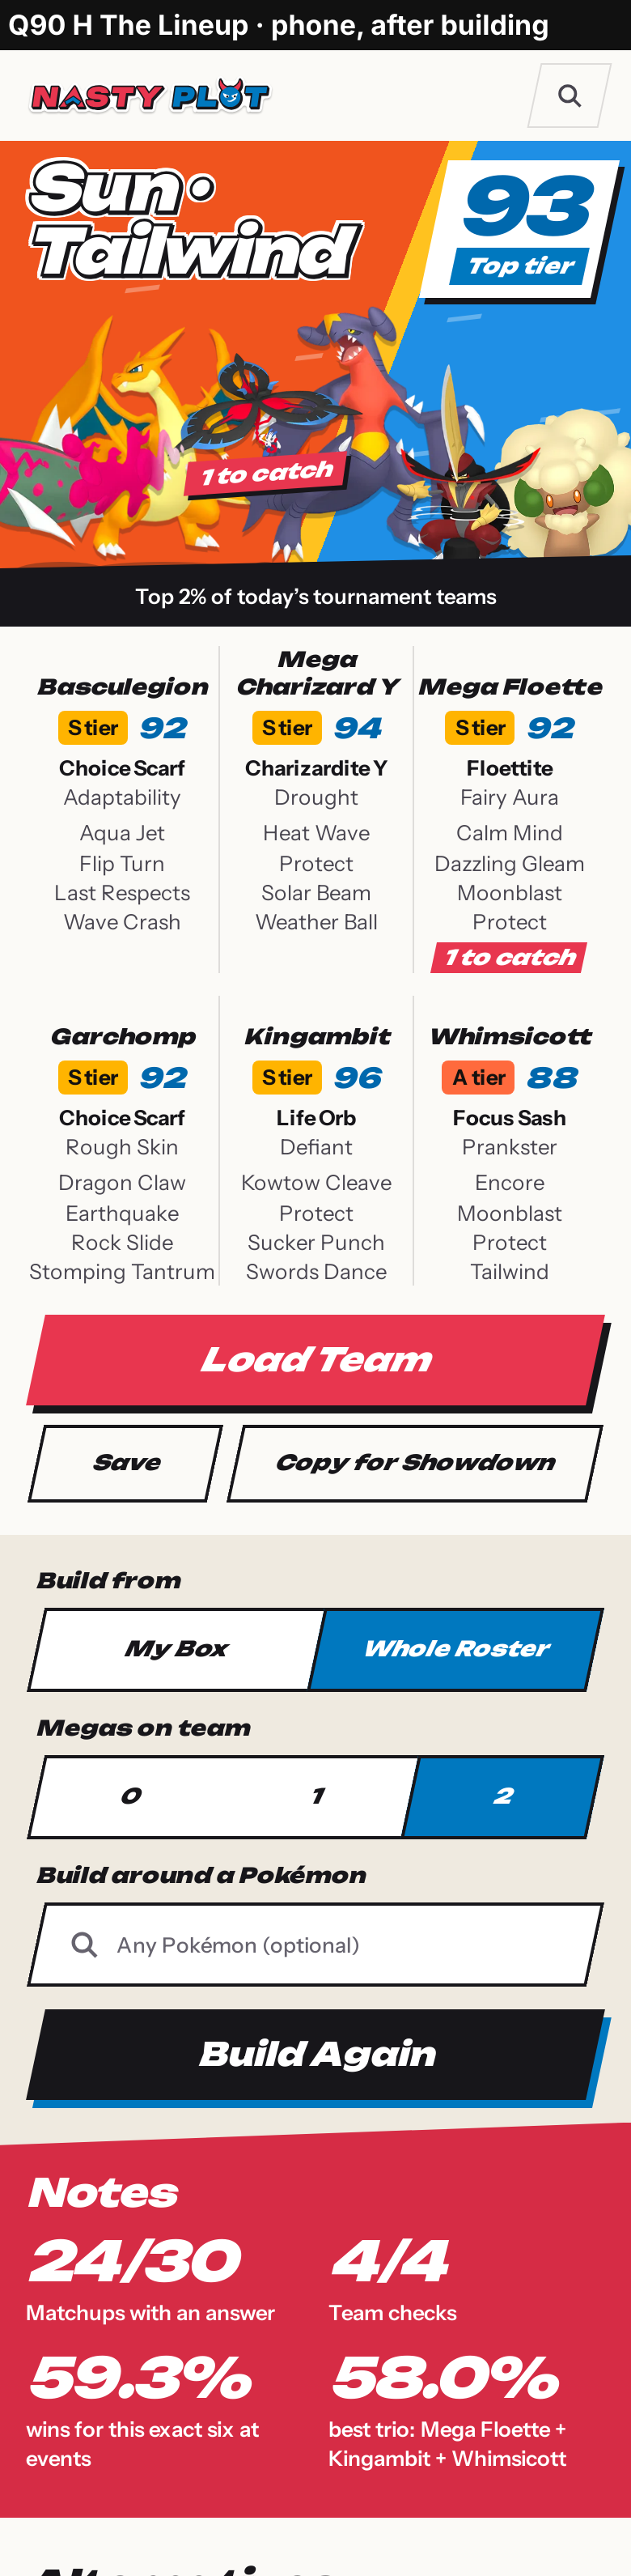 Q90 H The Lineup · phone, after building
NASTY PLOT
Sun ·
Tailwind
93
Top tier
1 to catch
Top 2% of today's tournament teams
Basculegion
S tier 92
Choice Scarf
Adaptability
Aqua Jet
Flip Turn
Last Respects
Wave Crash
Mega
Charizard Y
S tier 94
Charizardite Y
Drought
Heat Wave
Protect
Solar Beam
Weather Ball
Mega Floette
S tier 92
Floettite
Fairy Aura
Calm Mind
Dazzling Gleam
Moonblast
Protect
1 to catch
Garchomp
S tier 92
Choice Scarf
Rough Skin
Dragon Claw
Earthquake
Rock Slide
Stomping Tantrum
Kingambit
S tier 96
Life Orb
Defiant
Kowtow Cleave
Protect
Sucker Punch
Swords Dance
Whimsicott
A tier 88
Focus Sash
Prankster
Encore
Moonblast
Protect
Tailwind
Load Team
Save
Copy for Showdown
Build from
My Box
Whole Roster
Megas on team
0
1
2
Build around a Pokémon
Any Pokémon (optional)
Build Again
Notes
24/30
Matchups with an answer
4/4
Team checks
59.3%
wins for this exact six at
events
58.0%
best trio: Mega Floette +
Kingambit + Whimsicott